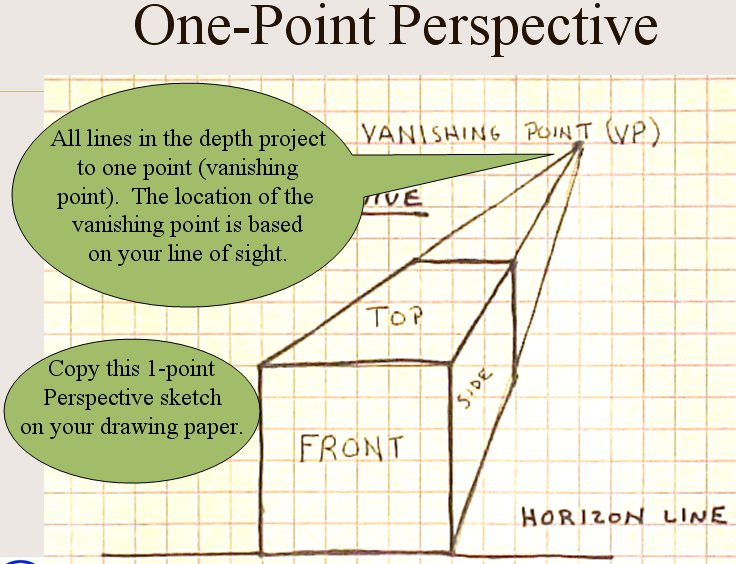 One-Point Perspective
All lines in the depth project
to one point (vanishing
point).  The location of the
vanishing point is based
on your line of sight.
VANISHING POINT (VP)
TOP
SIDE
Copy this 1-point
Perspective sketch
on your drawing paper.
FRONT
HORIZON LINE